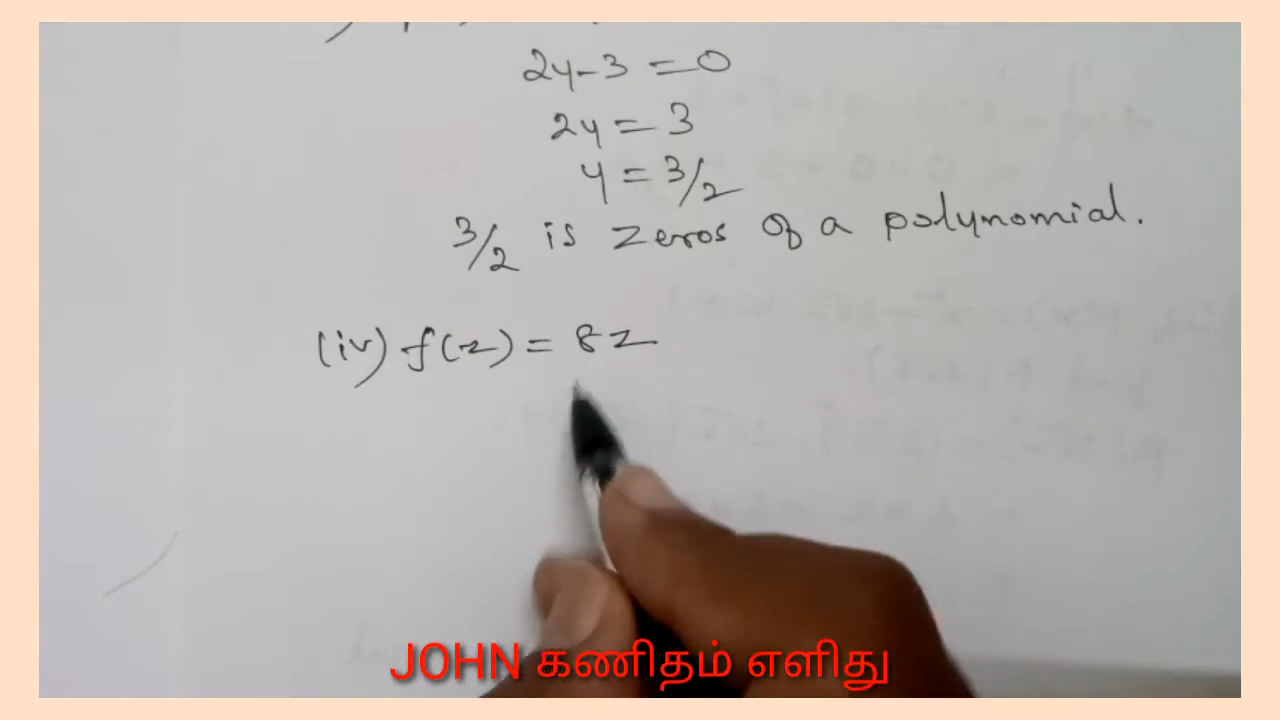 2y-3 = 0
2y = 3
y = 3/2
3/2 is zeros of a polynomial.
(iv) f(z) = 8z
JOHN கணிதம் எளிது